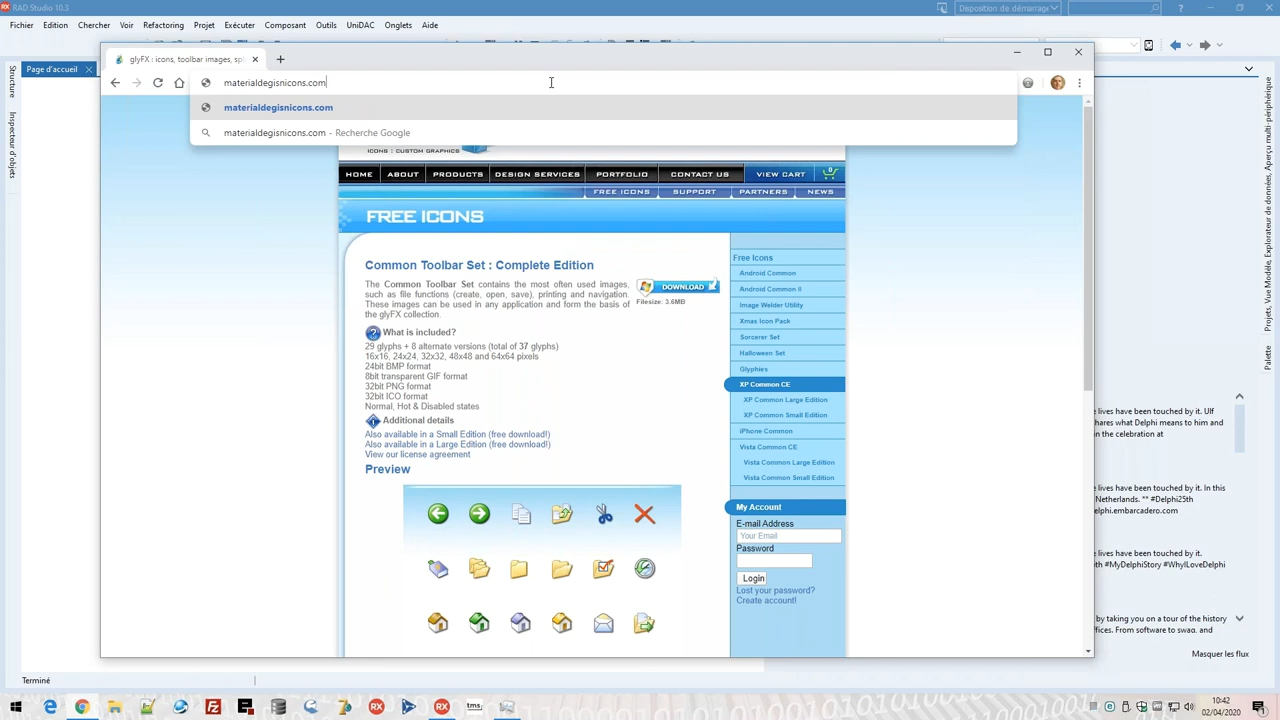 RAD Studio 10.3
Disposition de démarrage
Fichier Edition Chercher Voir Refactoring Projet Exécuter Composant Outils UniDAC Onglets Aide
Page d'accueil
glyFX : icons, toolbar images, spl
materialdegisnicons.com
materialdegisnicons.com
materialdegisnicons.com - Recherche Google
ICONS : CUSTOM GRAPHICS
HOME ABOUT PRODUCTS DESIGN SERVICES PORTFOLIO CONTACT US VIEW CART
FREE ICONS SUPPORT PARTNERS NEWS
FREE ICONS
Common Toolbar Set : Complete Edition
The Common Toolbar Set contains the most often used images,
such as file functions (create, open, save), printing and navigation.
These images can be used in any application and form the basis of
the glyFX collection.
DOWNLOAD
Filesize: 3.6MB
What is included?
29 glyphs + 8 alternate versions (total of 37 glyphs)
16x16, 24x24, 32x32, 48x48 and 64x64 pixels
24bit BMP format
8bit transparent GIF format
32bit PNG format
32bit ICO format
Normal, Hot & Disabled states
Additional details
Also available in a Small Edition (free download!)
Also available in a Large Edition (free download!)
View our license agreement
Preview
Free Icons
Android Common
Android Common II
Image Welder Utility
Xmas Icon Pack
Sorcerer Set
Halloween Set
Glyphies
XP Common CE
XP Common Large Edition
XP Common Small Edition
iPhone Common
Vista Common CE
Vista Common Large Edition
Vista Common Small Edition
My Account
E-mail Address
Your Email
Password
Login
Lost your password?
Create account!
Structure
Inspecteur d'objets
Projets, Vue Modèle, Explorateur de données, Aperçu multi-périphérique
Palette
lives have been touched by it. Ulf
hares what Delphi means to him and
n the celebration at
e lives have been touched by it. In this
Netherlands. ** #Delphi25th
elphi.embarcadero.com
e lives have been touched by it.
th #MyDelphiStory #WhyILoveDelphi
by taking you on a tour of the history
ffices. From software to swag, and
Masquer les flux
Terminé
tms
10:42
02/04/2020